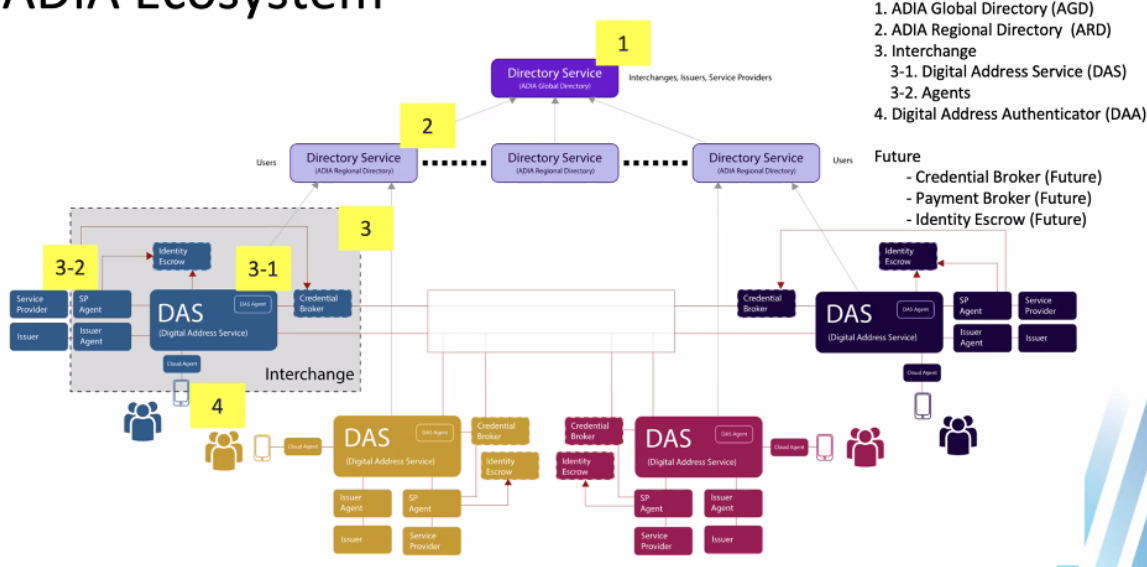 ADIA Ecosystem
1. ADIA Global Directory (AGD)
2. ADIA Regional Directory (ARD)
3. Interchange
3-1. Digital Address Service (DAS)
3-2. Agents
4. Digital Address Authenticator (DAA)
Future
- Credential Broker (Future)
- Payment Broker (Future)
- Identity Escrow (Future)
1
Directory Service
(ADIA Global Directory)
Interchanges, Issuers, Service Providers
2
Users
Directory Service
(ADIA Regional Directory)
Directory Service
(ADIA Regional Directory)
Directory Service
(ADIA Regional Directory)
Users
3
3-2
Identity
Escrow
3-1
Service
Provider
SP
Agent
DAS
(Digital Address Service)
DAS Agent
Credential
Broker
Issuer
Issuer
Agent
Cloud Agent
Interchange
4
Identity
Escrow
Credential
Broker
DAS
(Digital Address Service)
DAS Agent
SP
Agent
Service
Provider
Issuer
Agent
Issuer
Cloud Agent
Cloud Agent
DAS
(Digital Address Service)
DAS Agent
Credential
Broker
Identity
Escrow
Issuer
Agent
SP
Agent
Issuer
Service
Provider
Credential
Broker
Identity
Escrow
DAS
(Digital Address Service)
DAS Agent
Cloud Agent
SP
Agent
Issuer
Agent
Service
Provider
Issuer